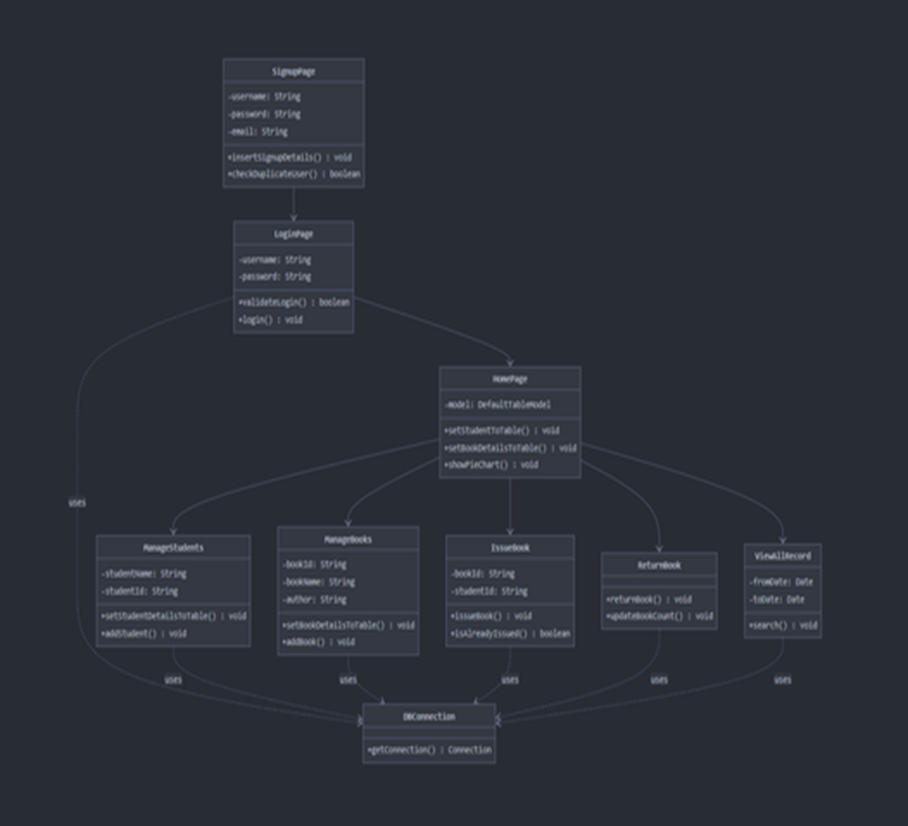 SignupPage
-username: String
-password: String
-email: String
+insertSignupDetails() : void
+checkDuplicateUser() : boolean
LoginPage
-username: String
-password: String
+validateLogin() : boolean
+login() : void
HomePage
-model: DefaultTableModel
+setStudentToTable() : void
+setBookDetailsToTable() : void
+showPieChart() : void
uses
ManageStudents
-studentName: String
-studentId: String
+setStudentDetailsToTable() : void
+addStudent() : void
ManageBooks
-bookId: String
-bookName: String
-author: String
+setBookDetailsToTable() : void
+addBook() : void
IssueBook
-bookId: String
-studentId: String
+issueBook() : void
+isAlreadyIssued() : boolean
ReturnBook
+returnBook() : void
+updateBookCount() : void
ViewAllRecord
-fromDate: Date
-toDate: Date
+search() : void
uses
uses
uses
uses
uses
DBConnection
+getConnection() : Connection